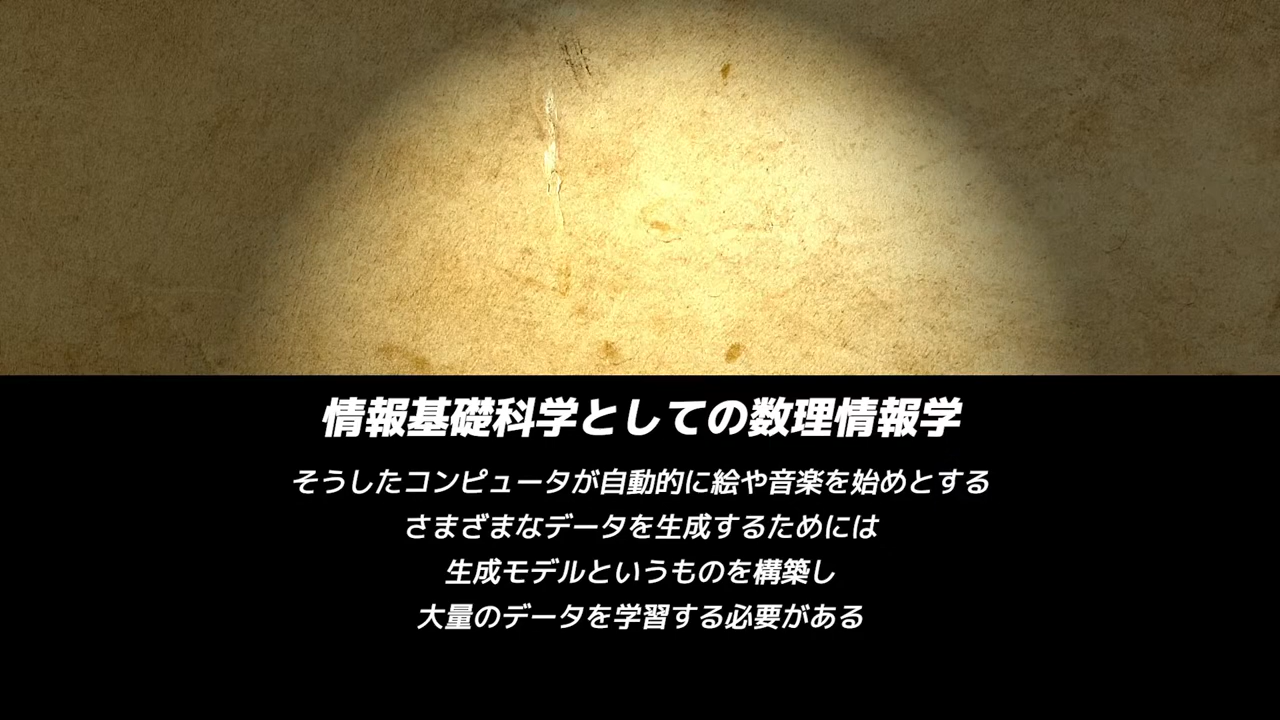 情報基礎科学としての数理情報学
そうしたコンピュータが自動的に絵や音楽を始めとする
さまざまなデータを生成するためには
生成モデルというものを構築し
大量のデータを学習する必要がある